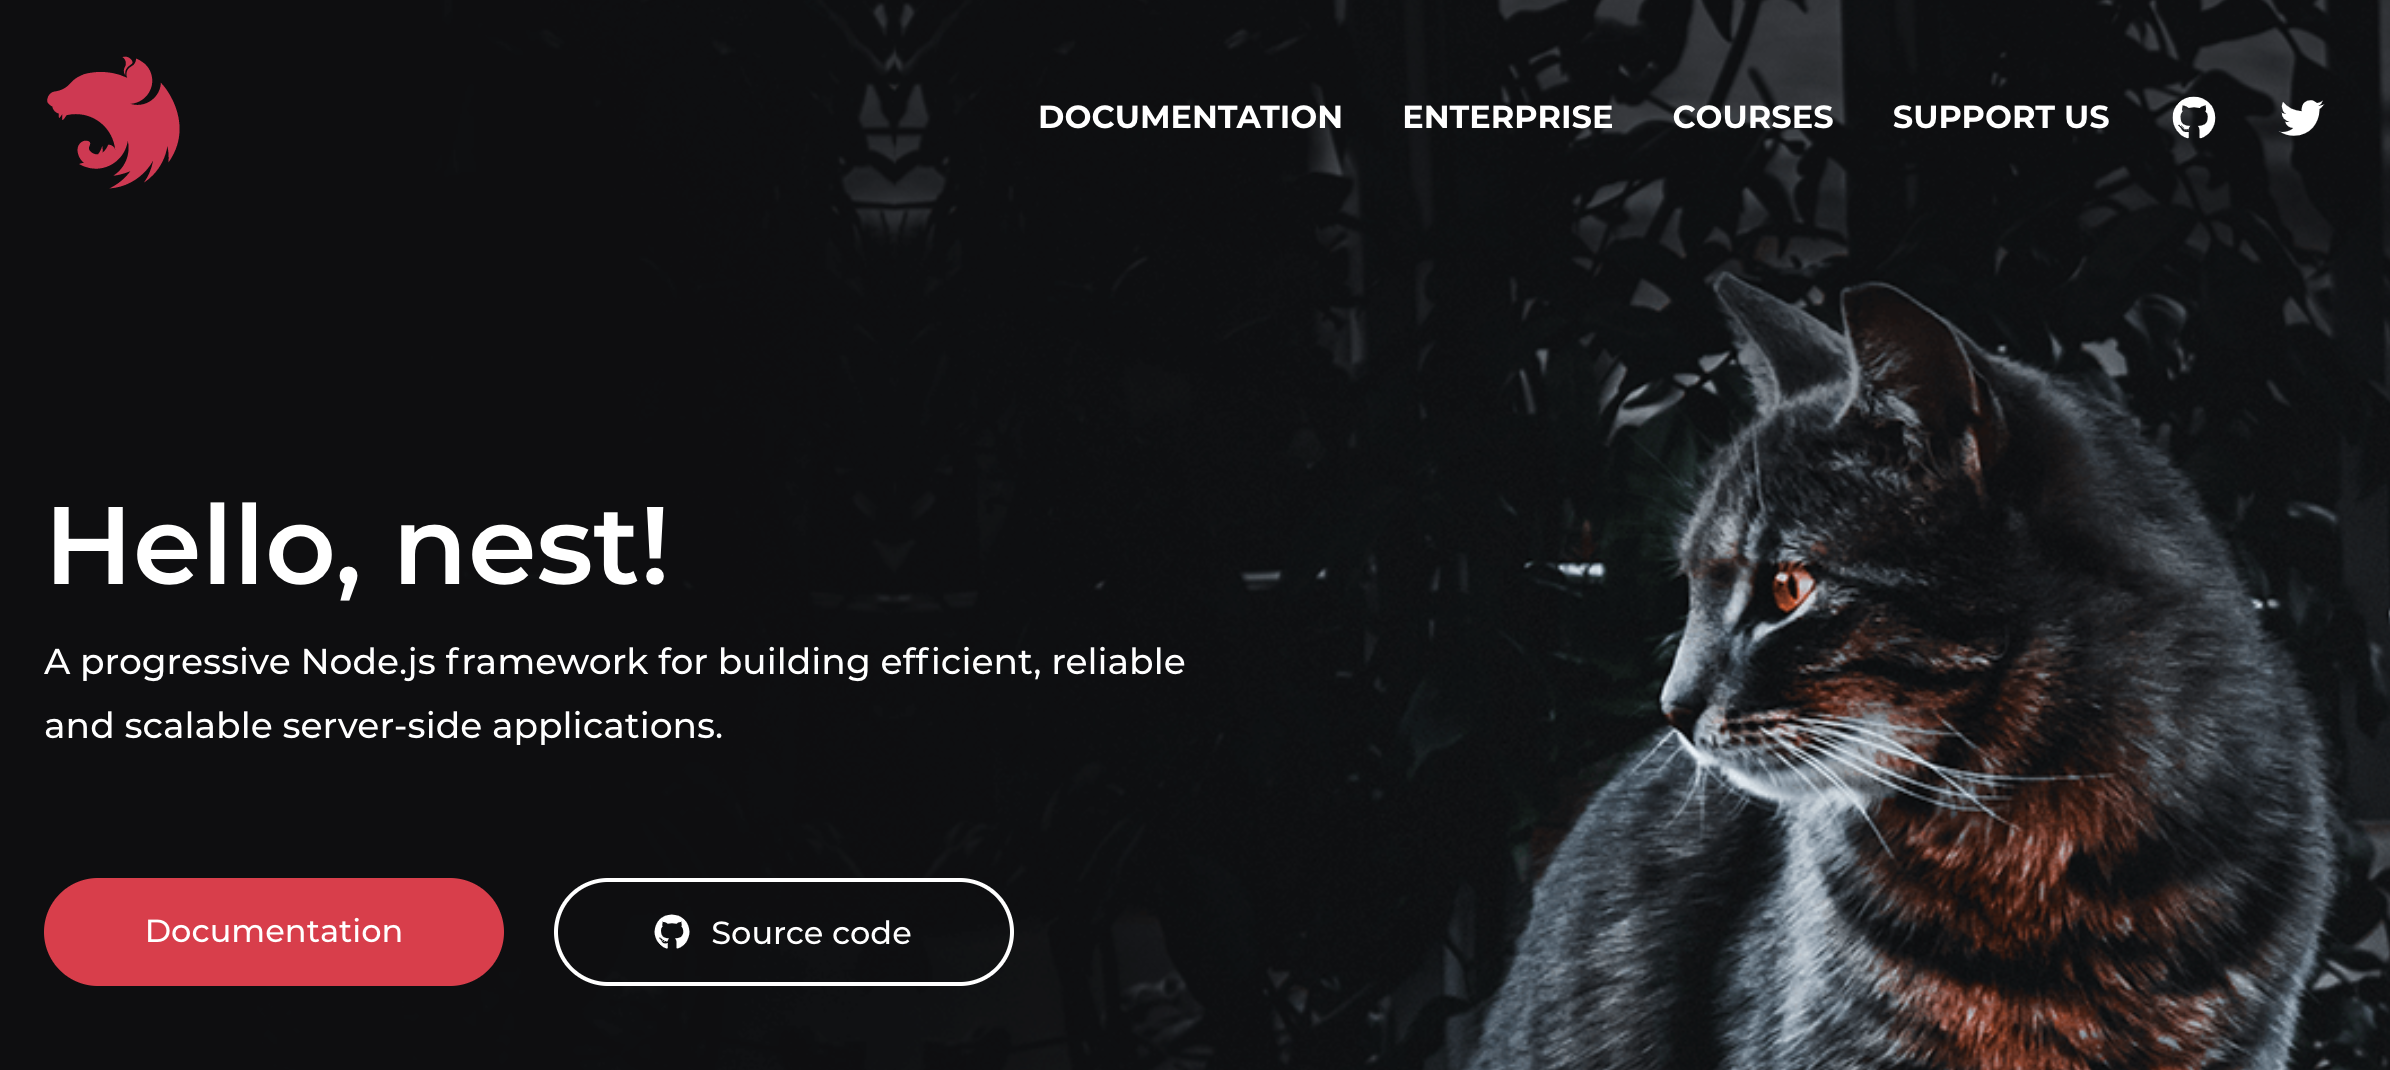 DOCUMENTATION ENTERPRISE COURSES SUPPORT US
Hello, nest!
A progressive Node.js framework for building efficient, reliable
and scalable server-side applications.
Documentation Source code